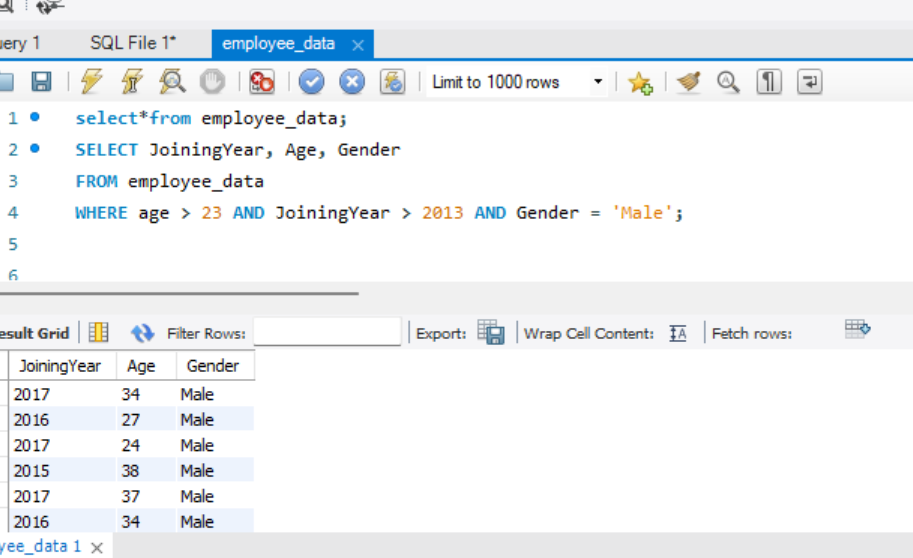 uery 1 SQL File 1* employee_data
Limit to 1000 rows
1 select*from employee_data;
2 SELECT JoiningYear, Age, Gender
3 FROM employee_data
4 WHERE age > 23 AND JoiningYear > 2013 AND Gender = 'Male';
5
6
esult Grid Filter Rows: Export: Wrap Cell Content: Fetch rows:
JoiningYear Age Gender
2017 34 Male
2016 27 Male
2017 24 Male
2015 38 Male
2017 37 Male
2016 34 Male
yee_data 1